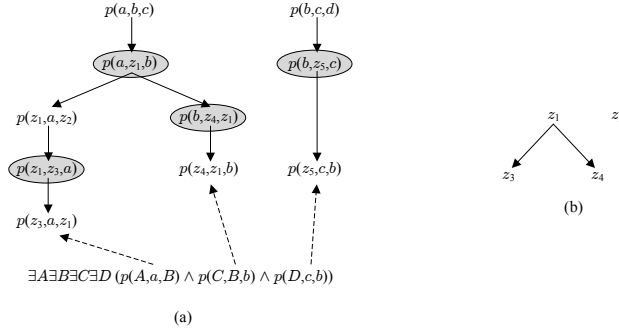 p(a,b,c) p(b,c,d)
p(a,z₁,b) p(b,z₅,c)
p(z₁,a,z₂) p(b,z₄,z₁) z₁ z
p(z₁,z₃,a) p(z₄,z₁,b) p(z₅,c,b) z₃ z₄
p(z₃,a,z₁) (b)
∃A∃B∃C∃D (p(A,a,B) ∧ p(C,B,b) ∧ p(D,c,b))
(a)